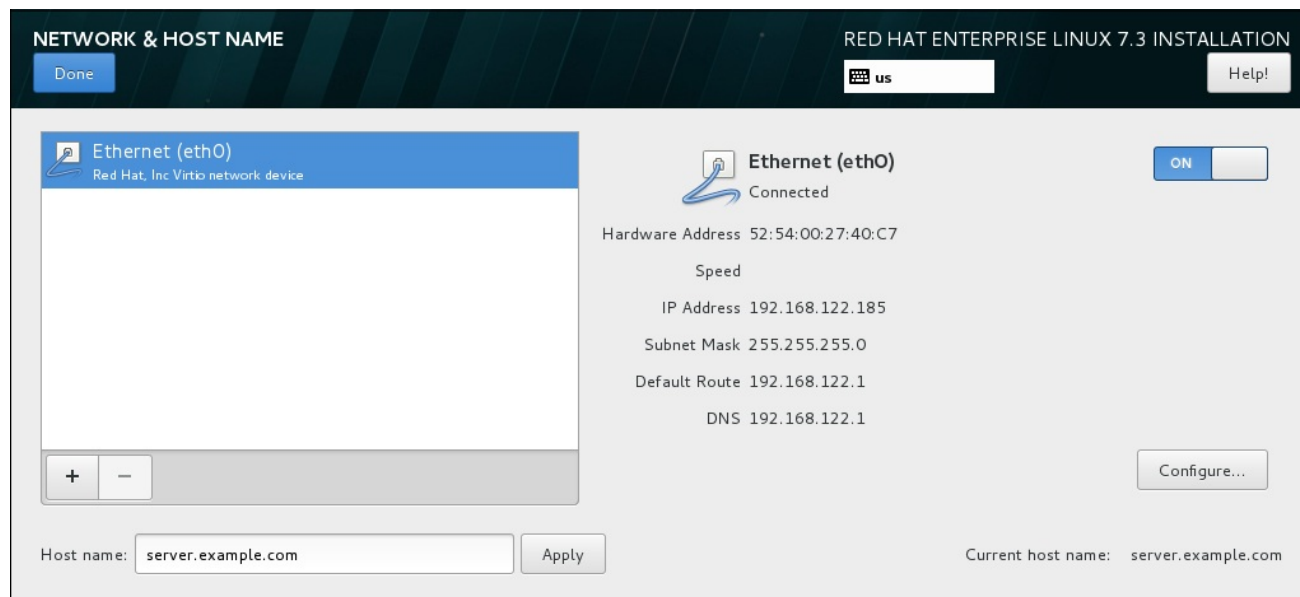 NETWORK & HOST NAME
Done
RED HAT ENTERPRISE LINUX 7.3 INSTALLATION
us
Help!
Ethernet (eth0)
Red Hat, Inc Virtio network device
Ethernet (eth0)
Connected
ON
Hardware Address 52:54:00:27:40:C7
Speed
IP Address 192.168.122.185
Subnet Mask 255.255.255.0
Default Route 192.168.122.1
DNS 192.168.122.1
+ −
Configure...
Host name: server.example.com Apply
Current host name: server.example.com